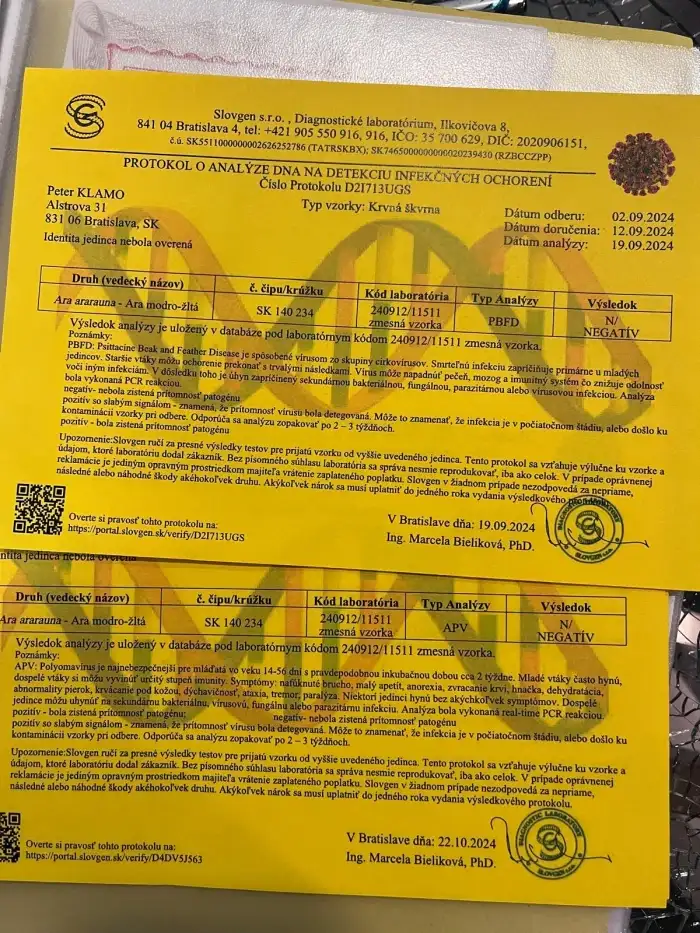 Slovgen s.r.o. , Diagnostické laboratórium, Ilkovičova 8,
841 04 Bratislava 4, tel: +421 905 550 916, 916, IČO: 35 700 629, DIČ: 2020906151,
č.ú. SK5511000000002626252786 (TATRSKBX); SK7465000000000020239430 (RZBCCZPP)
PROTOKOL O ANALÝZE DNA NA DETEKCIU INFEKČNÝCH OCHORENÍ
Číslo Protokolu D2I713UGS
Peter KLAMO
Alstrova 31
831 06 Bratislava, SK
Identita jedinca nebola overená
Typ vzorky: Krvná škvrna
Dátum odberu: 02.09.2024
Dátum doručenia: 12.09.2024
Dátum analýzy: 19.09.2024
Druh (vedecký názov) č. čipu/krúžku Kód laboratória Typ Analýzy Výsledok
Ara ararauna - Ara modro-žltá SK 140 234 240912/11511 zmesná vzorka PBFD N/ NEGATÍV
Výsledok analýzy je uložený v databáze pod laboratórnym kódom 240912/11511 zmesná vzorka.
Poznámky:
PBFD: Psittacine Beak and Feather Disease je spôsobené vírusom zo skupiny cirkovírusov. Smrteľnú infekciu zapríčiňuje primárne u mladých
jedincov. Staršie vtáky môžu ochorenie prekonať s trvalými následkami. Vírus môže napadnúť pečeň, mozog a imunitný systém čo znižuje odolnosť
voči iným infekciám. V dôsledku toho je úhyn zapríčinený sekundárnou bakteriálnou, fungálnou, parazitárnou alebo vírusovou infekciou. Analýza
bola vykonaná PCR reakciou.
negatív- nebola zistená prítomnosť patogénu
pozitív so slabým signálom - znamená, že prítomnosť vírusu bola detegovaná. Môže to znamenať, že infekcia je v počiatočnom štádiu, alebo došlo ku
kontaminácii vzorky pri odbere. Odporúča sa analýzu zopakovať po 2 – 3 týždňoch.
pozitív - bola zistená prítomnosť patogénu
Upozornenie:Slovgen ručí za presné výsledky testov pre prijatú vzorku od vyššie uvedeného jedinca. Tento protokol sa vzťahuje výlučne ku vzorke a
údajom, ktoré laboratóriu dodal zákazník. Bez písomného súhlasu laboratória sa správa nesmie reprodukovať, iba ako celok. V prípade oprávnenej
reklamácie je jediným opravným prostriedkom majiteľa vrátenie zaplateného poplatku. Slovgen v žiadnom prípade nezodpovedá za nepriame,
následné alebo náhodné škody akéhokoľvek druhu. Akýkoľvek nárok sa musí uplatniť do jedného roka vydania výsledkového protokolu.
Overte si pravosť tohto protokolu na:
https://portal.slovgen.sk/verify/D2I713UGS
V Bratislave dňa: 19.09.2024
Ing. Marcela Bieliková, PhD.
DIAGNOSTIC LABORATORY
SLOVGEN s.r.o.
ntita jedinca nebola overená
Druh (vedecký názov) č. čipu/krúžku Kód laboratória Typ Analýzy Výsledok
Ara ararauna - Ara modro-žltá SK 140 234 240912/11511 zmesná vzorka APV N/ NEGATÍV
Výsledok analýzy je uložený v databáze pod laboratórnym kódom 240912/11511 zmesná vzorka.
Poznámky:
APV: Polyomavírus je najnebezpečnejší pre mláďatá vo veku 14-56 dní s pravdepodobnou inkubačnou dobou cca 2 týždne. Mladé vtáky často hynú,
dospelé vtáky si môžu vyvinúť určitý stupeň imunity. Symptómy: nafúknuté brucho, malý apetit, anorexia, zvracanie krvi, hnačka, dehydratácia,
abnormality pierok, krvácanie pod kožou, dýchavičnosť, ataxia, tremor, paralýza. Niektorí jedinci hynú bez akýchkoľvek symptómov. Dospelé
jedince môžu uhynúť na sekundárnu bakteriálnu, vírusovú, fungálnu alebo parazitárnu infekciu. Analýza bola vykonaná real-time PCR reakciou.
pozitív - bola zistená prítomnosť patogénu negatív- nebola zistená prítomnosť patogénu
pozitív so slabým signálom - znamená, že prítomnosť vírusu bola detegovaná. Môže to znamenať, že infekcia je v počiatočnom štádiu, alebo došlo ku
kontaminácii vzorky pri odbere. Odporúča sa analýzu zopakovať po 2 – 3 týždňoch.
Upozornenie:Slovgen ručí za presné výsledky testov pre prijatú vzorku od vyššie uvedeného jedinca. Tento protokol sa vzťahuje výlučne ku vzorke a
údajom, ktoré laboratóriu dodal zákazník. Bez písomného súhlasu laboratória sa správa nesmie reprodukovať, iba ako celok. V prípade oprávnenej
reklamácie je jediným opravným prostriedkom majiteľa vrátenie zaplateného poplatku. Slovgen v žiadnom prípade nezodpovedá za nepriame,
následné alebo náhodné škody akéhokoľvek druhu. Akýkoľvek nárok sa musí uplatniť do jedného roka vydania výsledkového protokolu.
Overte si pravosť tohto protokolu na:
https://portal.slovgen.sk/verify/D4DV5J563
V Bratislave dňa: 22.10.2024
Ing. Marcela Bieliková, PhD.
DIAGNOSTIC LABORATORY
SLOVGEN s.r.o.